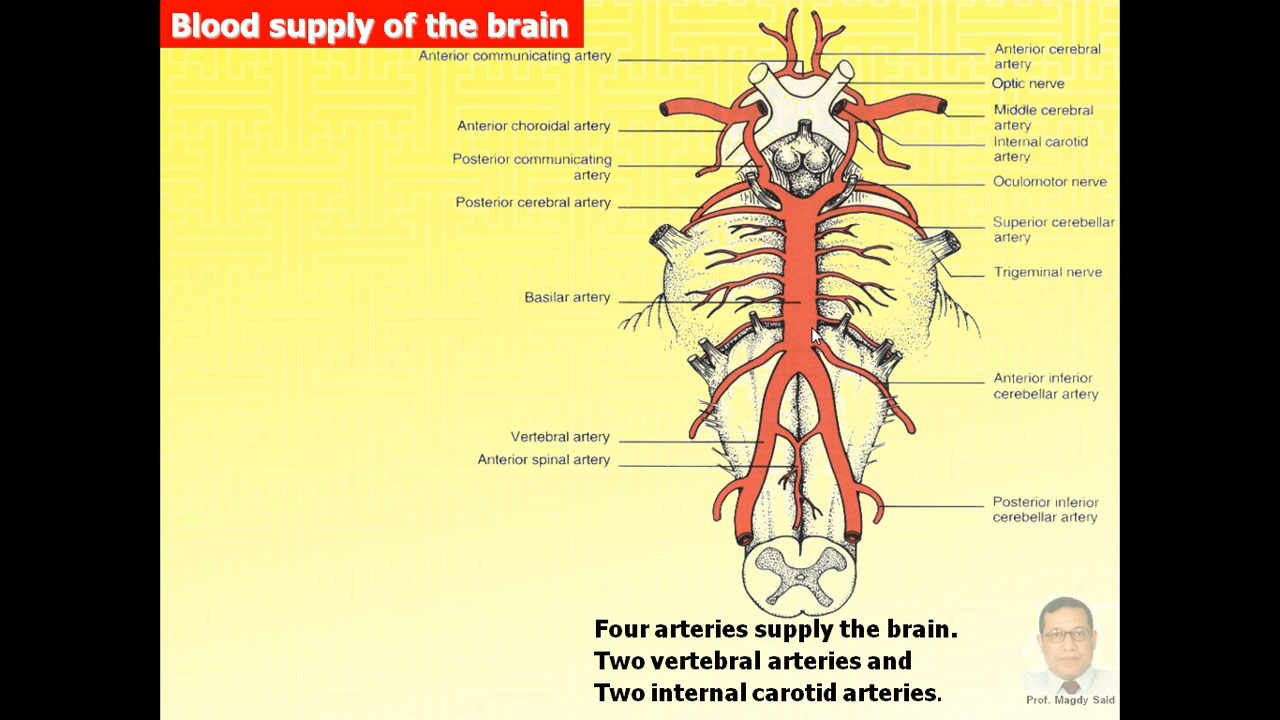 Blood supply of the brain
Anterior communicating artery
Anterior choroidal artery
Posterior communicating
artery
Posterior cerebral artery
Basilar artery
Vertebral artery
Anterior spinal artery
Anterior cerebral
artery
Optic nerve
Middle cerebral
artery
Internal carotid
artery
Oculomotor nerve
Superior cerebellar
artery
Trigeminal nerve
Anterior inferior
cerebellar artery
Posterior inferior
cerebellar artery
Four arteries supply the brain.
Two vertebral arteries and
Two internal carotid arteries.
Prof. Magdy Said